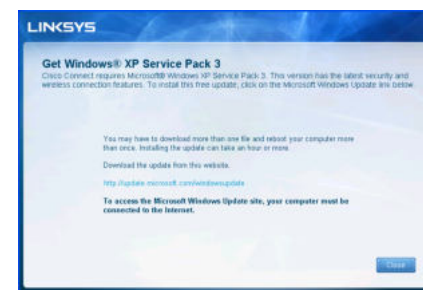 LINKSYS
Get Windows® XP Service Pack 3
Cisco Connect requires Microsoft® Windows XP Service Pack 3. This version has the latest security and
wireless connection features. To install this free update, click on the Microsoft Windows Update link below.
You may have to download more than one file and reboot your computer more
than once. Installing the update can take an hour or more.
Download the update from this website.
http://update.microsoft.com/windowsupdate
To access the Microsoft Windows Update site, your computer must be
connected to the Internet.
Close